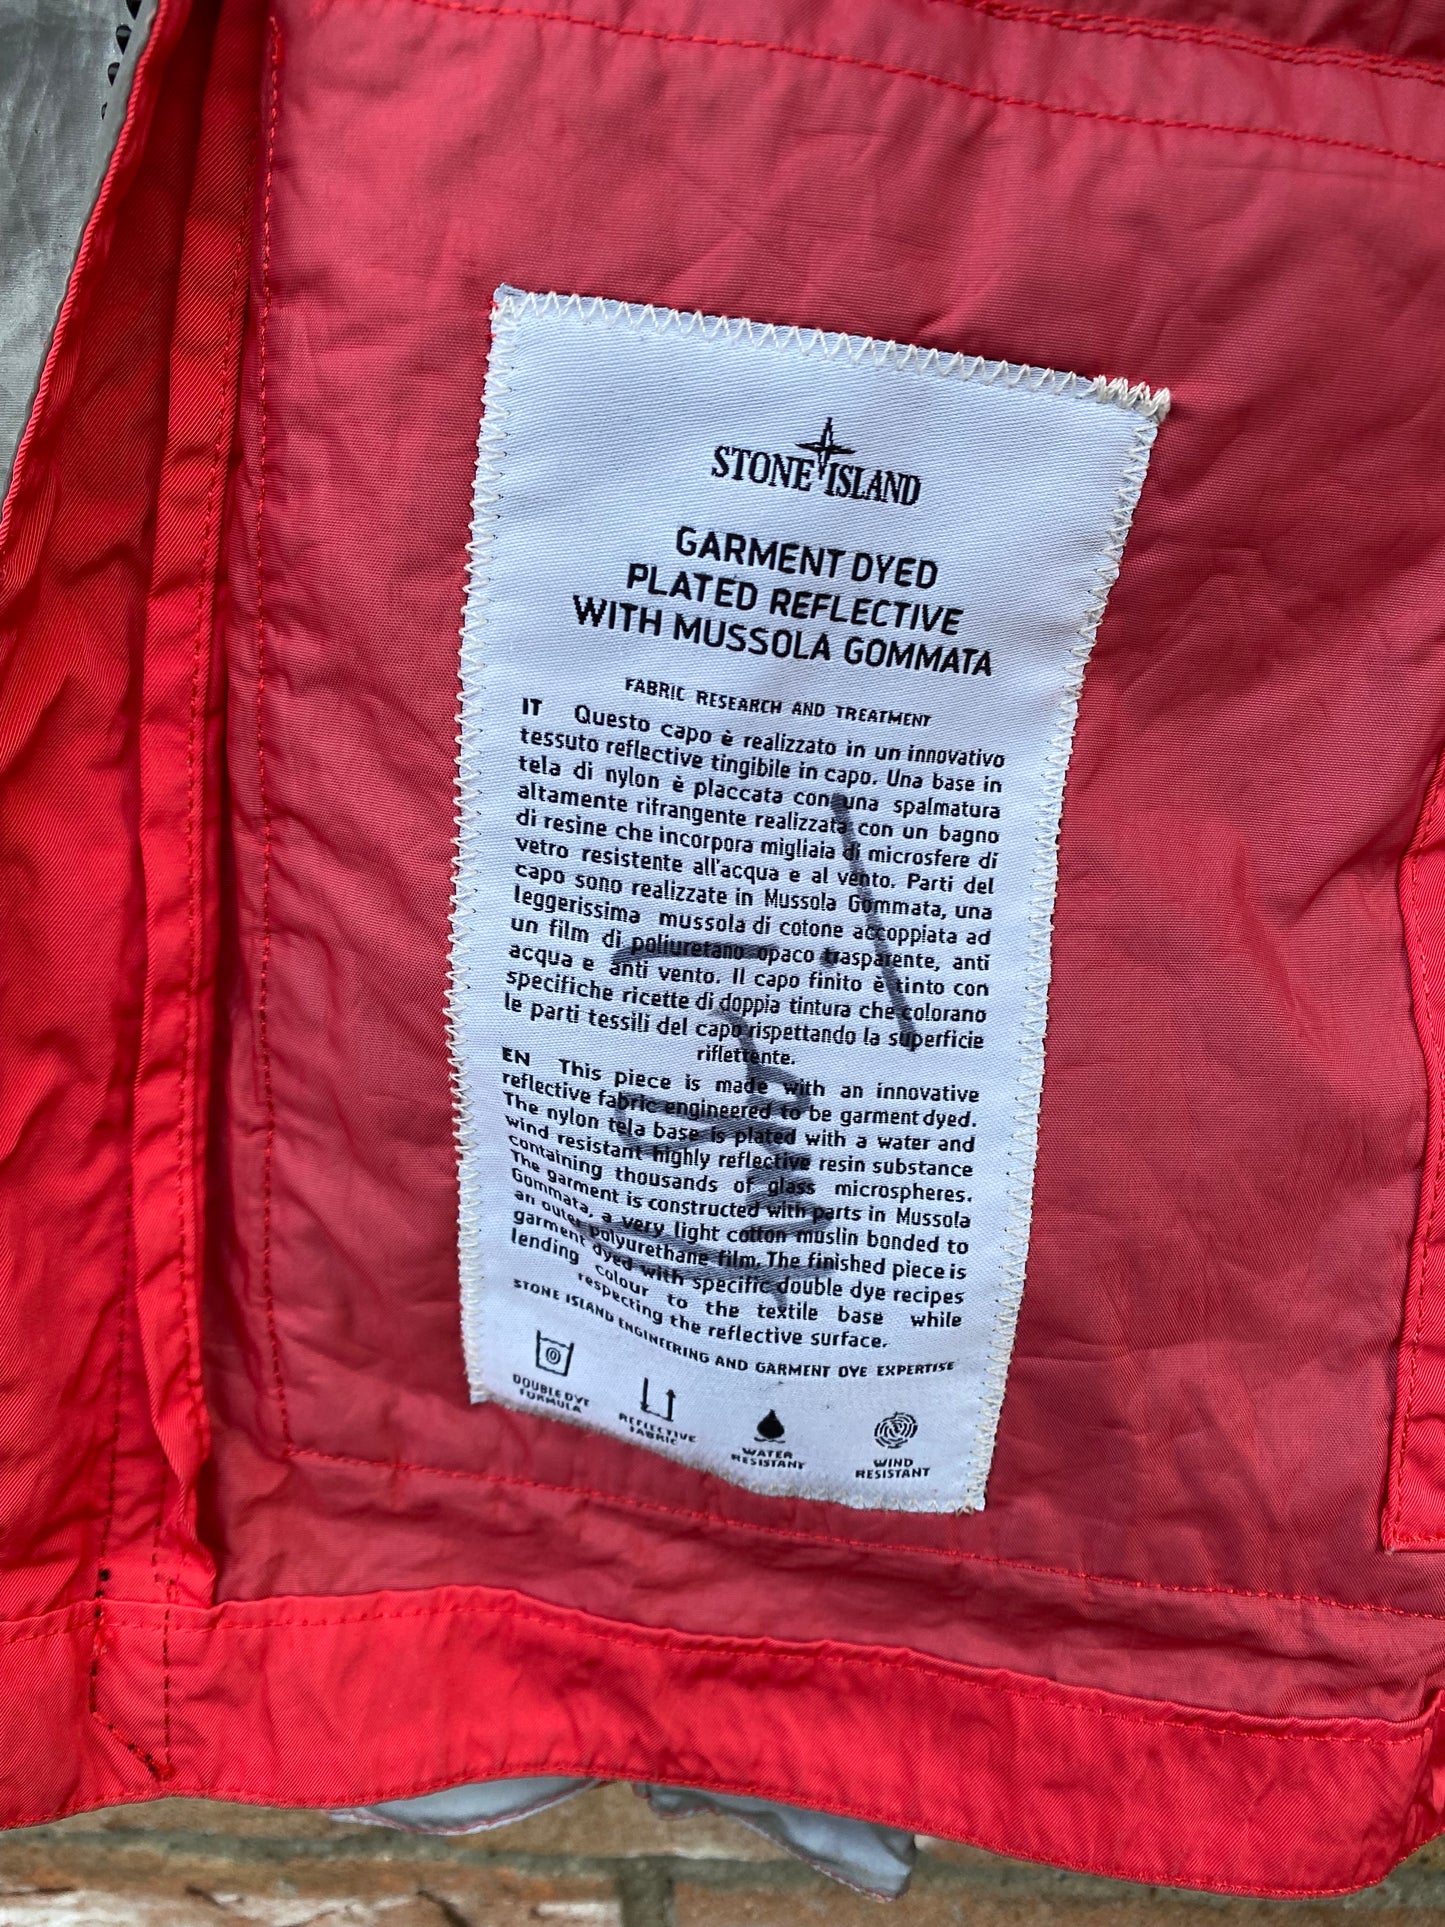 STONE ISLAND
GARMENT DYED
PLATED REFLECTIVE
WITH MUSSOLA GOMMATA
FABRIC RESEARCH AND TREATMENT
IT Questo capo è realizzato in un innovativo
tessuto reflective tingibile in capo. Una base in
tela di nylon è placcata con una spalmatura
altamente rifrangente realizzata con un bagno
di resine che incorpora migliaia di microsfere di
vetro resistente all'acqua e al vento. Parti del
capo sono realizzate in Mussola Gommata, una
leggerissima mussola di cotone accoppiata ad
un film di poliuretano opaco trasparente, anti
acqua e anti vento. Il capo finito è tinto con
specifiche ricette di doppia tintura che colorano
le parti tessili del capo rispettando la superficie
riflettente.
EN This piece is made with an innovative
reflective fabric engineered to be garment dyed.
The nylon tela base is plated with a water and
wind resistant highly reflective resin substance
containing thousands of glass microspheres.
The garment is constructed with parts in Mussola
Gommata, a very light cotton muslin bonded to
an outer polyurethane film. The finished piece is
garment dyed with specific double dye recipes
lending colour to the textile base while
respecting the reflective surface.
STONE ISLAND ENGINEERING AND GARMENT DYE EXPERTISE
DOUBLE DYE
FORMULA
REFLECTIVE
FABRIC
WATER
RESISTANT
WIND
RESISTANT